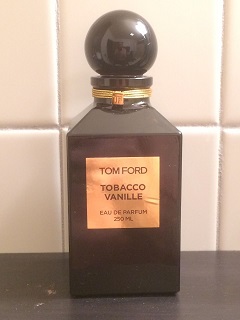 TOM FORD
TOBACCO
VANILLE
EAU DE PARFUM
250 ML